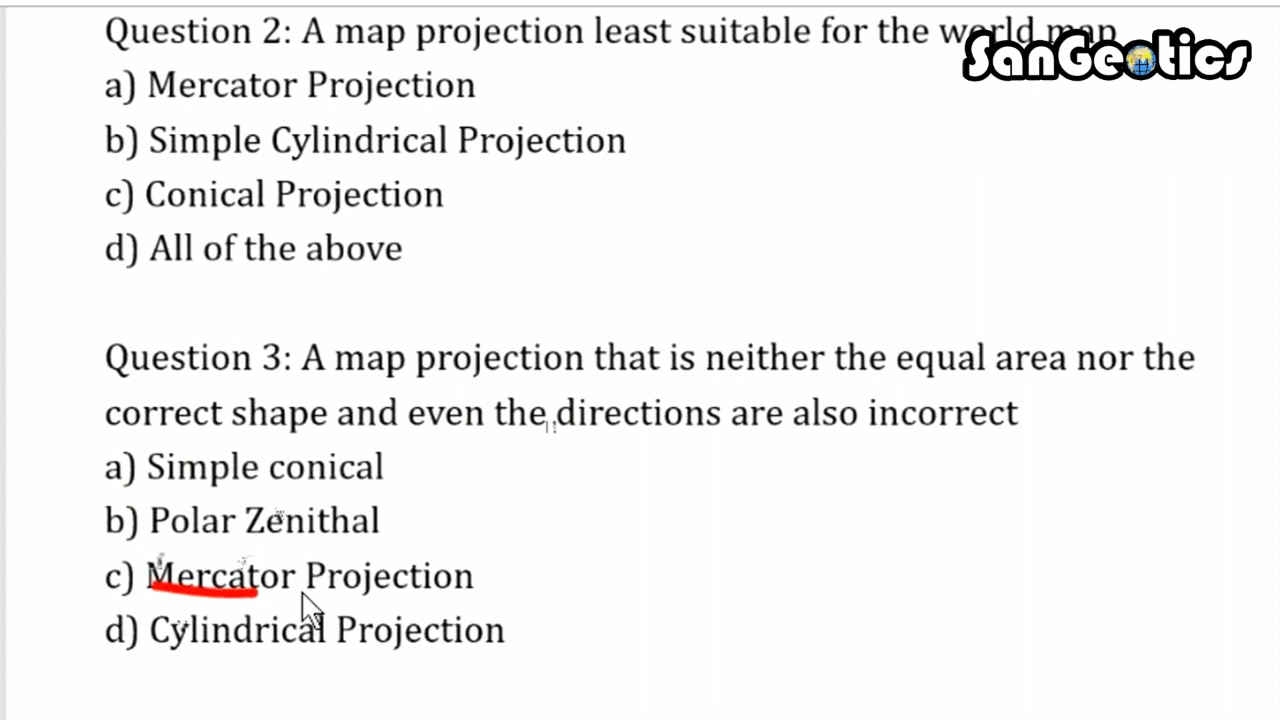 Question 2: A map projection least suitable for the world map
SanGeotics
a) Mercator Projection
b) Simple Cylindrical Projection
c) Conical Projection
d) All of the above
Question 3: A map projection that is neither the equal area nor the
correct shape and even the directions are also incorrect
a) Simple conical
b) Polar Zenithal
c) Mercator Projection
d) Cylindrical Projection